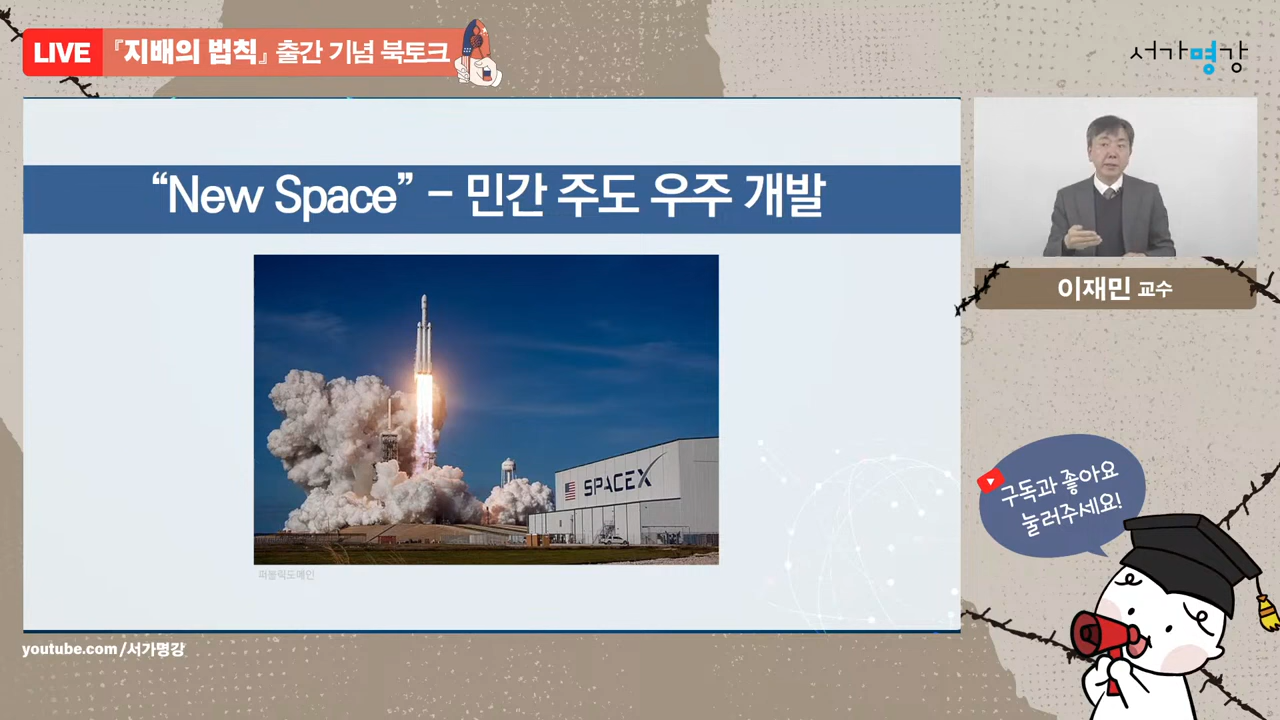 LIVE 『지배의 법칙』 출간 기념 북토크
서가명강
“New Space” – 민간 주도 우주 개발
SPACEX
퍼블릭도메인
이재민 교수
구독과 좋아요
눌러주세요!
youtube.com/서가명강